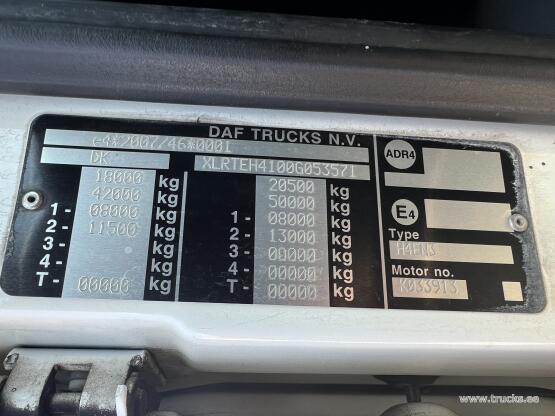 DAF TRUCKS N.V.
e4*2007/46*0001
DK XLRTEH4100G053571
18000 kg 20500 kg
42000 kg 50000 kg
1- 08000 kg 1- 08000 kg
2- 11500 kg 2- 13000 kg
3- kg 3- 00000 kg
4- kg 4- 00000 kg
T- 00000 kg T- 00000 kg
ADR4
E4
Type
H4EN3
Motor no.
K033913
www.trucks.ee